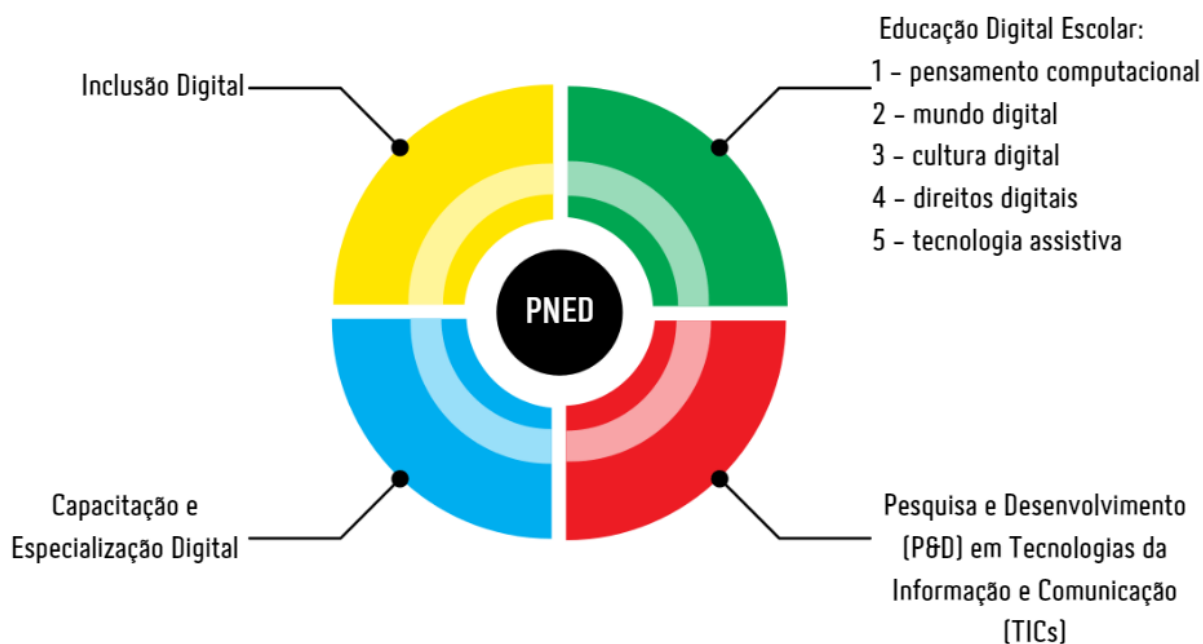 Inclusão Digital
Educação Digital Escolar:
1 - pensamento computacional
2 - mundo digital
3 - cultura digital
4 - direitos digitais
5 - tecnologia assistiva
PNED
Capacitação e
Especialização Digital
Pesquisa e Desenvolvimento
(P&D) em Tecnologias da
Informação e Comunicação
(TICs)